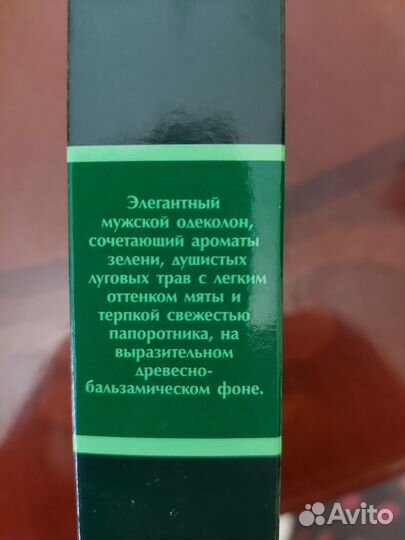 Элегантный
мужской одеколон,
сочетающий ароматы
зелени, душистых
луговых трав с легким
оттенком мяты и
терпкой свежестью
папоротника, на
выразительном
древесно-
бальзамическом фоне.
Avito